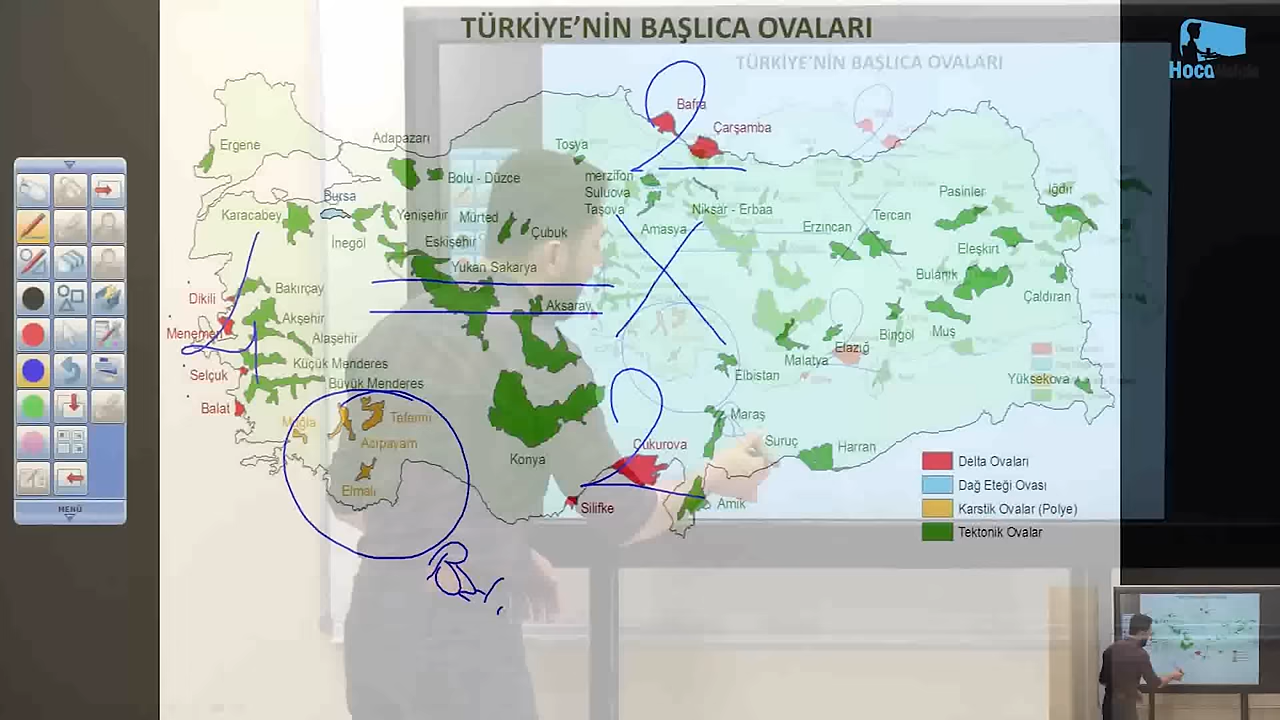 TÜRKİYE'NİN BAŞLICA OVALARI
Hoca
TÜRKİYE'NİN BAŞLICA OVALARI
Bafra
Çarşamba
Ergene
Adapazarı
Tosya
Bolu - Düzce
merzifon
Suluova
Taşova
Pasinler
Iğdır
Bursa
Karacabey
Yenişehir
Mürted
Niksar - Erbaa
Tercan
İnegöl
Eskişehir
Çubuk
Amasya
Erzincan
Eleşkirt
Yukarı Sakarya
Bulanık
Dikili
Bakırçay
Aksaray
Çaldıran
Menemen
Akşehir
Alaşehir
Bingöl
Muş
Elazığ
Malatya
Küçük Menderes
Selçuk
Büyük Menderes
Elbistan
Yüksekova
Balat
Muğla
Tefenni
Acıpayam
Maraş
Suruç
Harran
Konya
Çukurova
Elmalı
Silifke
Amik
Delta Ovaları
Dağ Eteği Ovası
Karstik Ovalar (Polye)
Tektonik Ovalar
MENÜ